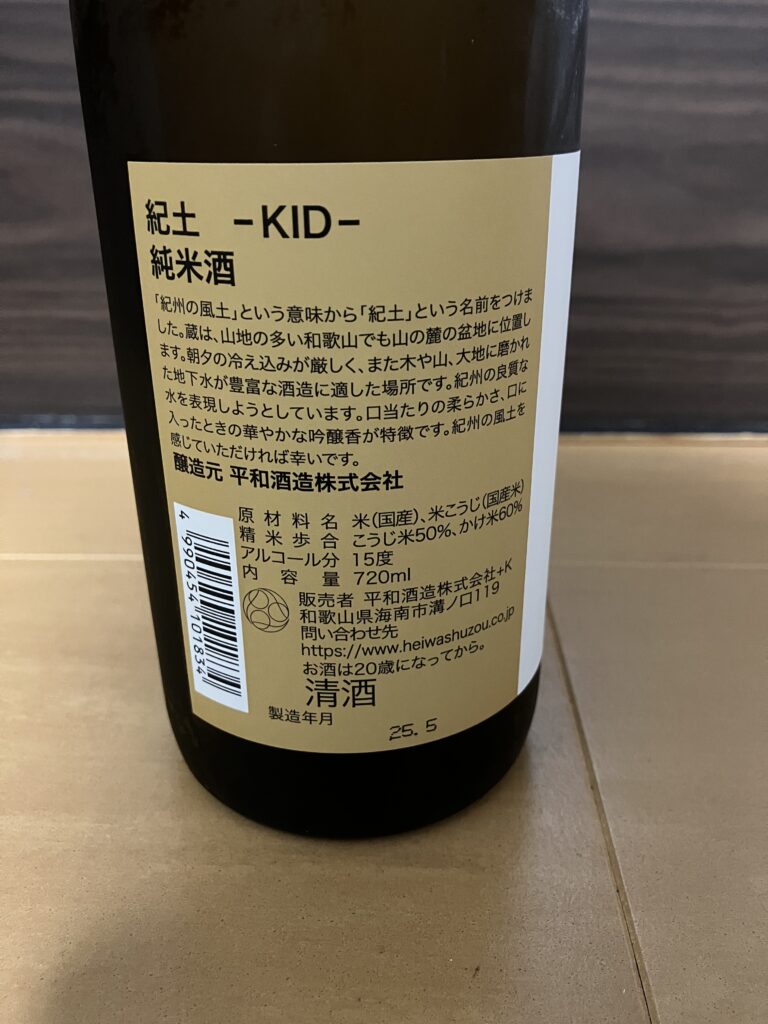 紀土 −KID−
純米酒
「紀州の風土」という意味から「紀土」という名前をつけま
した。蔵は、山地の多い和歌山でも山の麓の盆地に位置し
ます。朝夕の冷え込みが厳しく、また木や山、大地に磨かれ
た地下水が豊富な酒造に適した場所です。紀州の良質な
水を表現しようとしています。口当たりの柔らかさ、口に
入ったときの華やかな吟醸香が特徴です。紀州の風土を
感じていただければ幸いです。
醸造元 平和酒造株式会社
原材料名 米(国産)、米こうじ(国産米)
精米歩合 こうじ米50%、かけ米60%
アルコール分 15度
内容量 720ml
販売者 平和酒造株式会社+K
和歌山県海南市溝ノ口119
問い合わせ先
https://www.heiwashuzou.co.jp
お酒は20歳になってから。
清酒
製造年月 25.5
4 990454 101834